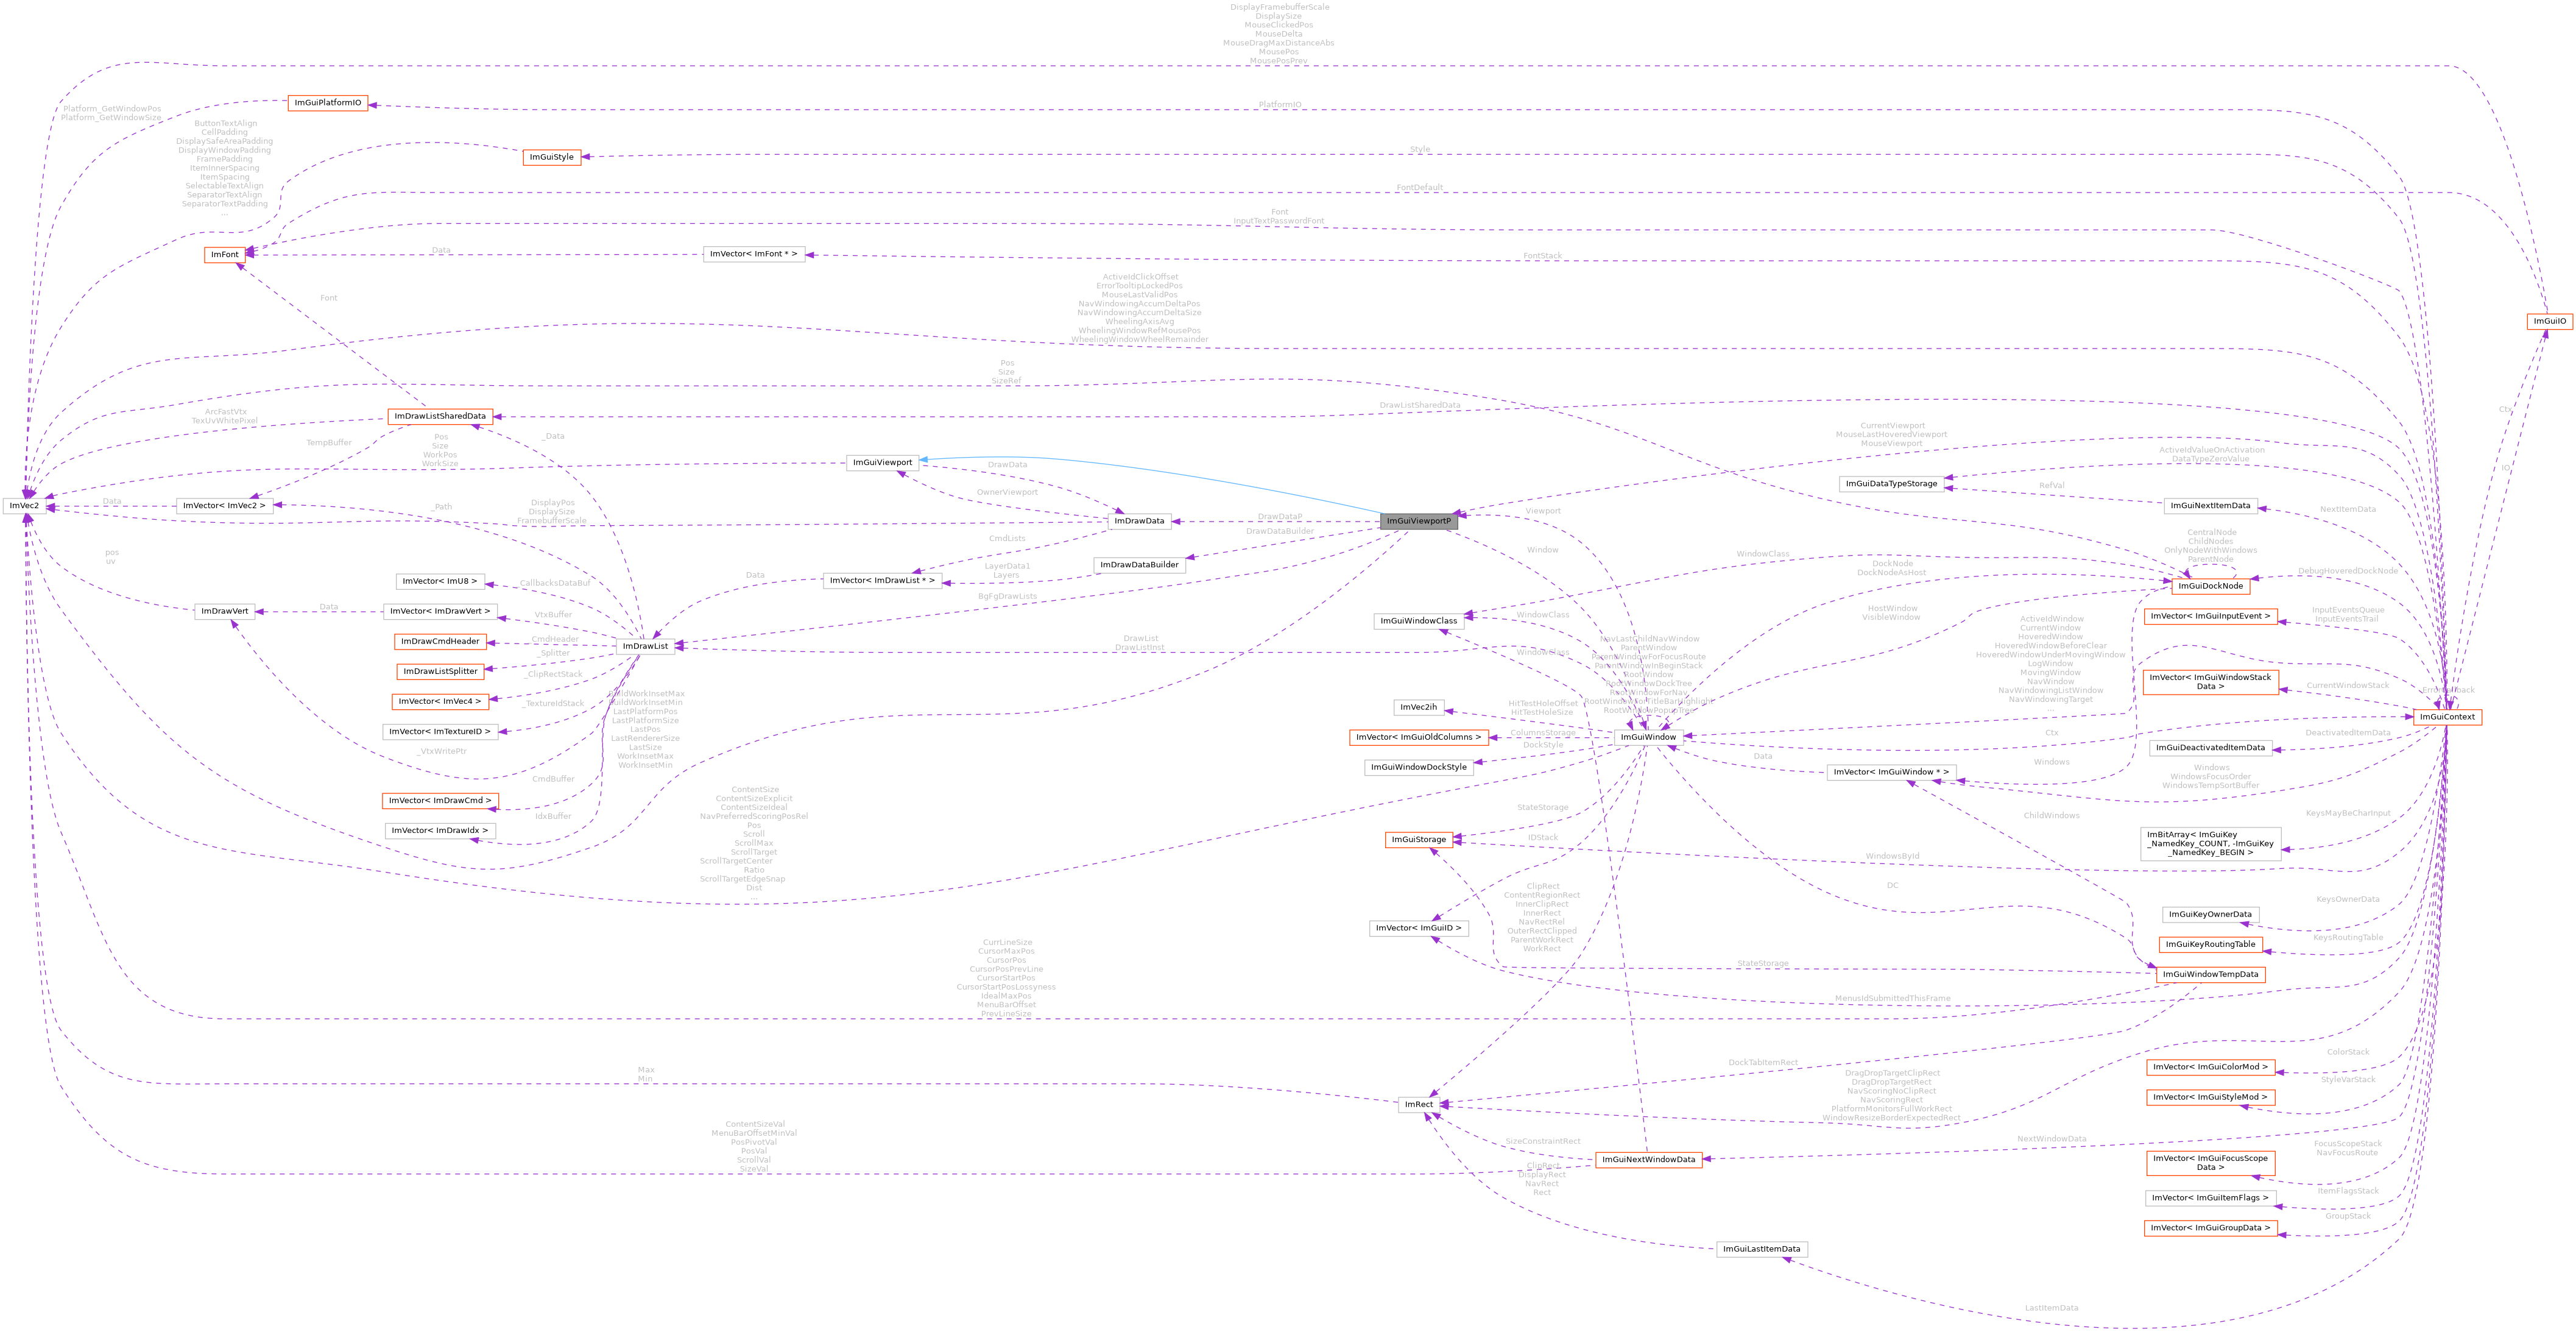 DisplayFramebufferScale
DisplaySize
MouseClickedPos
MouseDelta
MouseDragMaxDistanceAbs
MousePos
MousePosPrev
ImGuiPlatformIO
PlatformIO
Platform_GetWindowPos
Platform_GetWindowSize
ButtonTextAlign
CellPadding
DisplaySafeAreaPadding
DisplayWindowPadding
FramePadding
ItemInnerSpacing
ItemSpacing
SelectableTextAlign
SeparatorTextAlign
SeparatorTextPadding
...
ImGuiStyle
Style
FontDefault
Font
InputTextPasswordFont
ImFont
Data
ImVector< ImFont * >
FontStack
Font
ActiveIdClickOffset
ErrorTooltipLockedPos
MouseLastValidPos
NavWindowingAccumDeltaPos
NavWindowingAccumDeltaSize
WheelingAxisAvg
WheelingWindowRefMousePos
WheelingWindowWheelRemainder
ImGuiIO
Pos
Size
SizeRef
ArcFastVtx
TexUvWhitePixel
ImDrawListSharedData
DrawListSharedData
Ctx
TempBuffer
Pos
Size
WorkPos
WorkSize
_Data
ImGuiViewport
DrawData
OwnerViewport
CurrentViewport
MouseLastHoveredViewport
MouseViewport
ActiveIdValueOnActivation
DataTypeZeroValue
IO
ImGuiDataTypeStorage
RefVal
ImGuiNextItemData
NextItemData
ImVec2
Data
ImVector< ImVec2 >
_Path
DisplayPos
DisplaySize
FramebufferScale
ImDrawData
DrawDataP
ImGuiViewportP
Viewport
DrawDataBuilder
CmdLists
Window
WindowClass
DockNode
DockNodeAsHost
CentralNode
ChildNodes
OnlyNodeWithWindows
ParentNode
ImGuiDockNode
DebugHoveredDockNode
pos
uv
ImVector< ImU8 >
_CallbacksDataBuf
Data
ImVector< ImDrawList * >
LayerData1
Layers
ImDrawDataBuilder
BgFgDrawLists
ImDrawVert
Data
ImVector< ImDrawVert >
VtxBuffer
ImGuiWindowClass
WindowClass
HostWindow
VisibleWindow
ImVector< ImGuiInputEvent >
InputEventsQueue
InputEventsTrail
ImDrawCmdHeader
CmdHeader
ImDrawList
DrawList
DrawListInst
WindowClass
NavLastChildNavWindow
ParentWindow
ParentWindowForFocusRoute
ParentWindowInBeginStack
RootWindow
RootWindowDockTree
RootWindowForNav
RootWindowForTitleBarHighlight
RootWindowPopupTree
ActiveIdWindow
CurrentWindow
HoveredWindow
HoveredWindowBeforeClear
HoveredWindowUnderMovingWindow
LogWindow
MovingWindow
NavWindow
NavWindowingListWindow
NavWindowingTarget
...
ImDrawListSplitter
_Splitter
ImVector< ImVec4 >
_ClipRectStack
ImVector< ImTextureID >
_TextureIdStack
BuildWorkInsetMax
BuildWorkInsetMin
LastPlatformPos
LastPlatformSize
LastPos
LastRendererSize
LastSize
WorkInsetMax
WorkInsetMin
ImVector< ImGuiWindowStack
Data >
CurrentWindowStack
ImGuiContext
ImVec2ih
HitTestHoleOffset
HitTestHoleSize
ImVector< ImGuiOldColumns >
ColumnsStorage
ImGuiWindow
Ctx
ImGuiDeactivatedItemData
DeactivatedItemData
_VtxWritePtr
ImGuiWindowDockStyle
DockStyle
Data
ImVector< ImGuiWindow * >
Windows
Windows
WindowsFocusOrder
WindowsTempSortBuffer
CmdBuffer
ImVector< ImDrawCmd >
IdxBuffer
ImVector< ImDrawIdx >
ContentSize
ContentSizeExplicit
ContentSizeIdeal
NavPreferredScoringPosRel
Pos
Scroll
ScrollMax
ScrollTarget
ScrollTargetCenter
Ratio
ScrollTargetEdgeSnap
Dist
...
StateStorage
ImGuiStorage
IDStack
ChildWindows
KeysMayBeCharInput
ImBitArray< ImGuiKey
_NamedKey_COUNT, -ImGuiKey
_NamedKey_BEGIN >
WindowsById
DC
ClipRect
ContentRegionRect
InnerClipRect
InnerRect
NavRectRel
OuterRectClipped
ParentWorkRect
WorkRect
ImVector< ImGuiID >
ImGuiKeyOwnerData
KeysOwnerData
ImGuiKeyRoutingTable
KeysRoutingTable
CurrLineSize
CursorMaxPos
CursorPos
CursorPosPrevLine
CursorStartPos
CursorStartPosLossyness
IdealMaxPos
MenuBarOffset
PrevLineSize
StateStorage
ImGuiWindowTempData
MenusIdSubmittedThisFrame
Max
Min
ImRect
DockTabItemRect
DragDropTargetClipRect
DragDropTargetRect
NavScoringNoClipRect
NavScoringRect
PlatformMonitorsFullWorkRect
WindowResizeBorderExpectedRect
ImVector< ImGuiColorMod >
ColorStack
ImVector< ImGuiStyleMod >
StyleVarStack
ContentSizeVal
MenuBarOffsetMinVal
PosPivotVal
PosVal
ScrollVal
SizeVal
SizeConstraintRect
ImGuiNextWindowData
NextWindowData
ImVector< ImGuiFocusScope
Data >
FocusScopeStack
NavFocusRoute
ClipRect
DisplayRect
NavRect
Rect
ImVector< ImGuiItemFlags >
ItemFlagsStack
ImVector< ImGuiGroupData >
GroupStack
ImGuiLastItemData
LastItemData